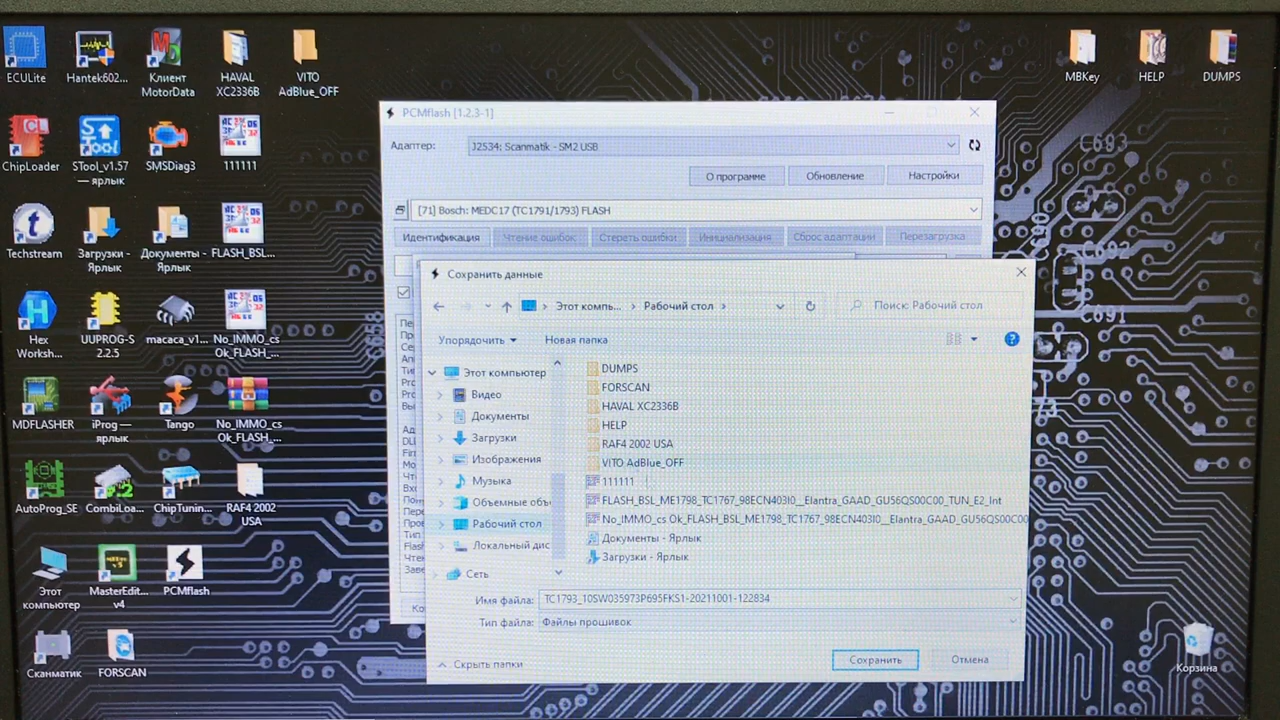 ECULite
Hantek602...
Клиент
MotorData
HAVAL
XC2336B
VITO
AdBlue_OFF
MBKey
HELP
DUMPS
ChipLoader
STool_v1.57
— ярлык
SMSDiag3
111111
Techstream
Загрузки -
Ярлык
Документы -
Ярлык
FLASH_BSL...
Hex
Worksh...
UUPROG-S
2.2.5
macaca_v1...
No_IMMO_cs
Ok_FLASH_...
MDFLASHER
iProg —
ярлык
Tango
No_IMMO_cs
Ok_FLASH_...
AutoProg_SE
CombiLoa...
ChipTunin...
RAF4 2002
USA
Этот
компьютер
MasterEdit...
v4
PCMflash
Сканматик
FORSCAN
Корзина
PCMflash [1.2.3-1]
Адаптер:
J2534: Scanmatik - SM2 USB
О программе
Обновление
Настройки
[71] Bosch: MEDC17 (TC1791/1793) FLASH
Идентификация
Чтение ошибок
Стереть ошибки
Инициализация
Сброс адаптации
Перезагрузка
Сохранить данные
Этот компь...
Рабочий стол
Поиск: Рабочий стол
Упорядочить
Новая папка
Этот компьютер
Видео
Документы
Загрузки
Изображения
Музыка
Объемные объ
Рабочий стол
Локальный дис
Сеть
DUMPS
FORSCAN
HAVAL XC2336B
HELP
RAF4 2002 USA
VITO AdBlue_OFF
111111
FLASH_BSL_ME1798_TC1767_98ECN403I0__Elantra_GAAD_GU56QS00C00_TUN_E2_Int
No_IMMO_cs Ok_FLASH_BSL_ME1798_TC1767_98ECN403I0__Elantra_GAAD_GU56QS00C00
Документы - Ярлык
Загрузки - Ярлык
Имя файла:
TC1793_10SW035973P695FKS1-20211001-122834
Тип файла:
Файлы прошивок
Скрыть папки
Сохранить
Отмена